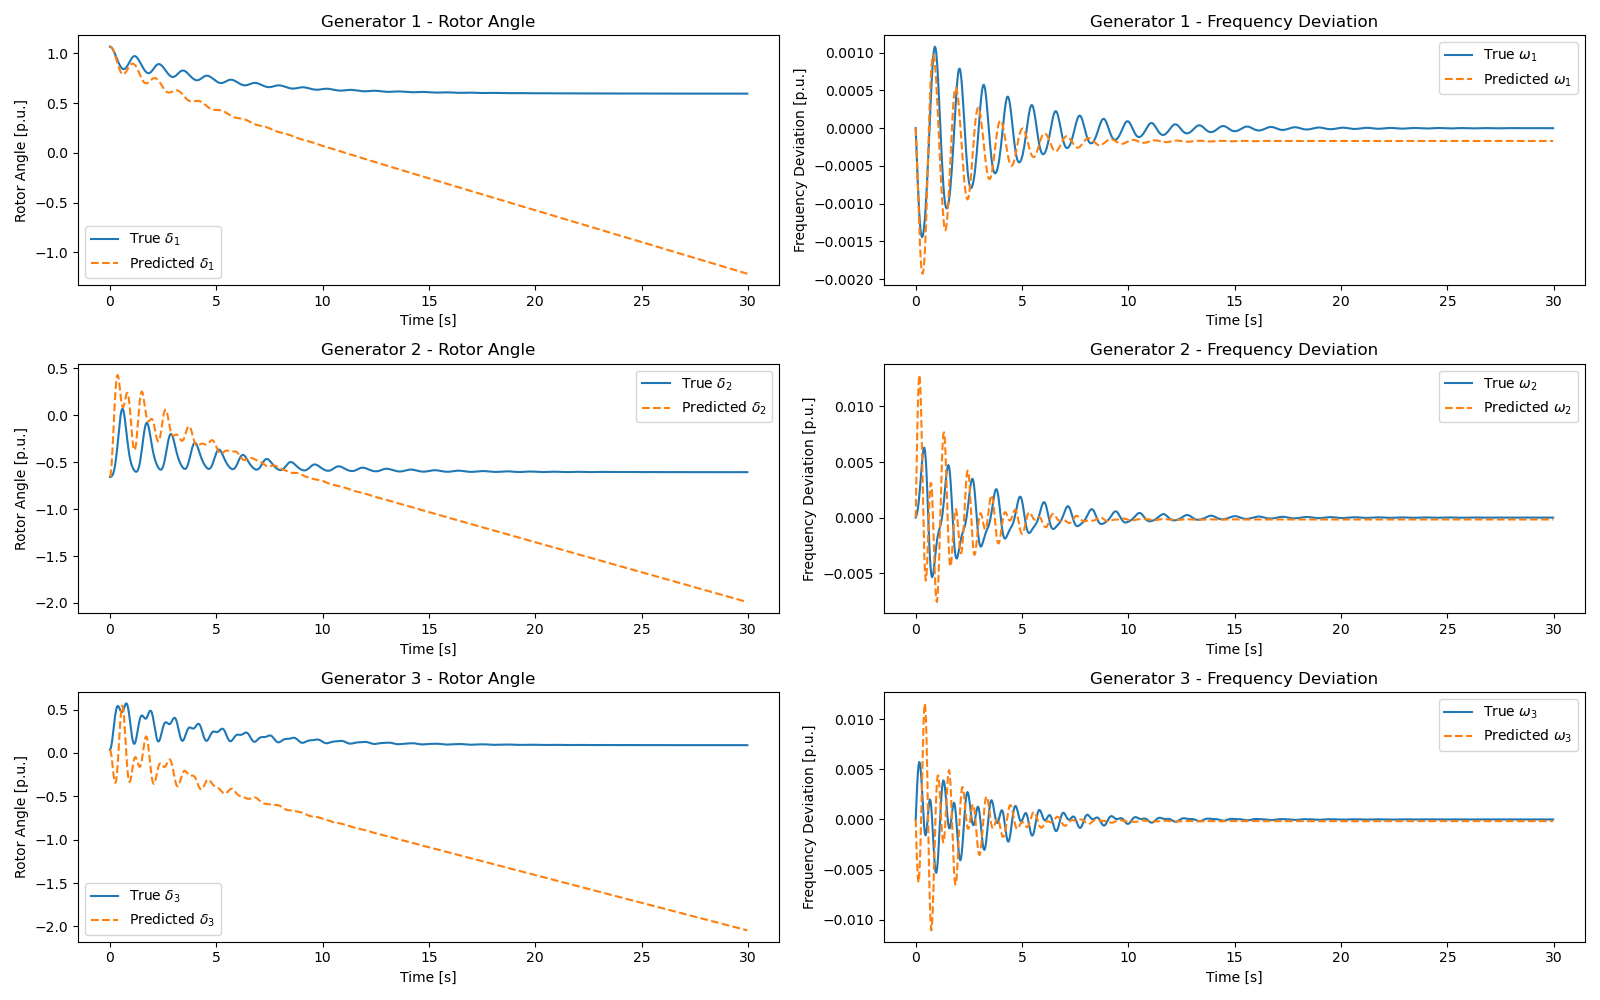 Generator 1 - Rotor Angle
Rotor Angle [p.u.]
1.0
0.5
0.0
−0.5
−1.0
True δ₁
Predicted δ₁
0 5 10 15 20 25 30
Time [s]
Generator 1 - Frequency Deviation
Frequency Deviation [p.u.]
0.0010
0.0005
0.0000
−0.0005
−0.0010
−0.0015
−0.0020
True ω₁
Predicted ω₁
0 5 10 15 20 25 30
Time [s]
Generator 2 - Rotor Angle
Rotor Angle [p.u.]
0.5
0.0
−0.5
−1.0
−1.5
−2.0
True δ₂
Predicted δ₂
0 5 10 15 20 25 30
Time [s]
Generator 2 - Frequency Deviation
Frequency Deviation [p.u.]
0.010
0.005
0.000
−0.005
True ω₂
Predicted ω₂
0 5 10 15 20 25 30
Time [s]
Generator 3 - Rotor Angle
Rotor Angle [p.u.]
0.5
0.0
−0.5
−1.0
−1.5
−2.0
True δ₃
Predicted δ₃
0 5 10 15 20 25 30
Time [s]
Generator 3 - Frequency Deviation
Frequency Deviation [p.u.]
0.010
0.005
0.000
−0.005
−0.010
True ω₃
Predicted ω₃
0 5 10 15 20 25 30
Time [s]